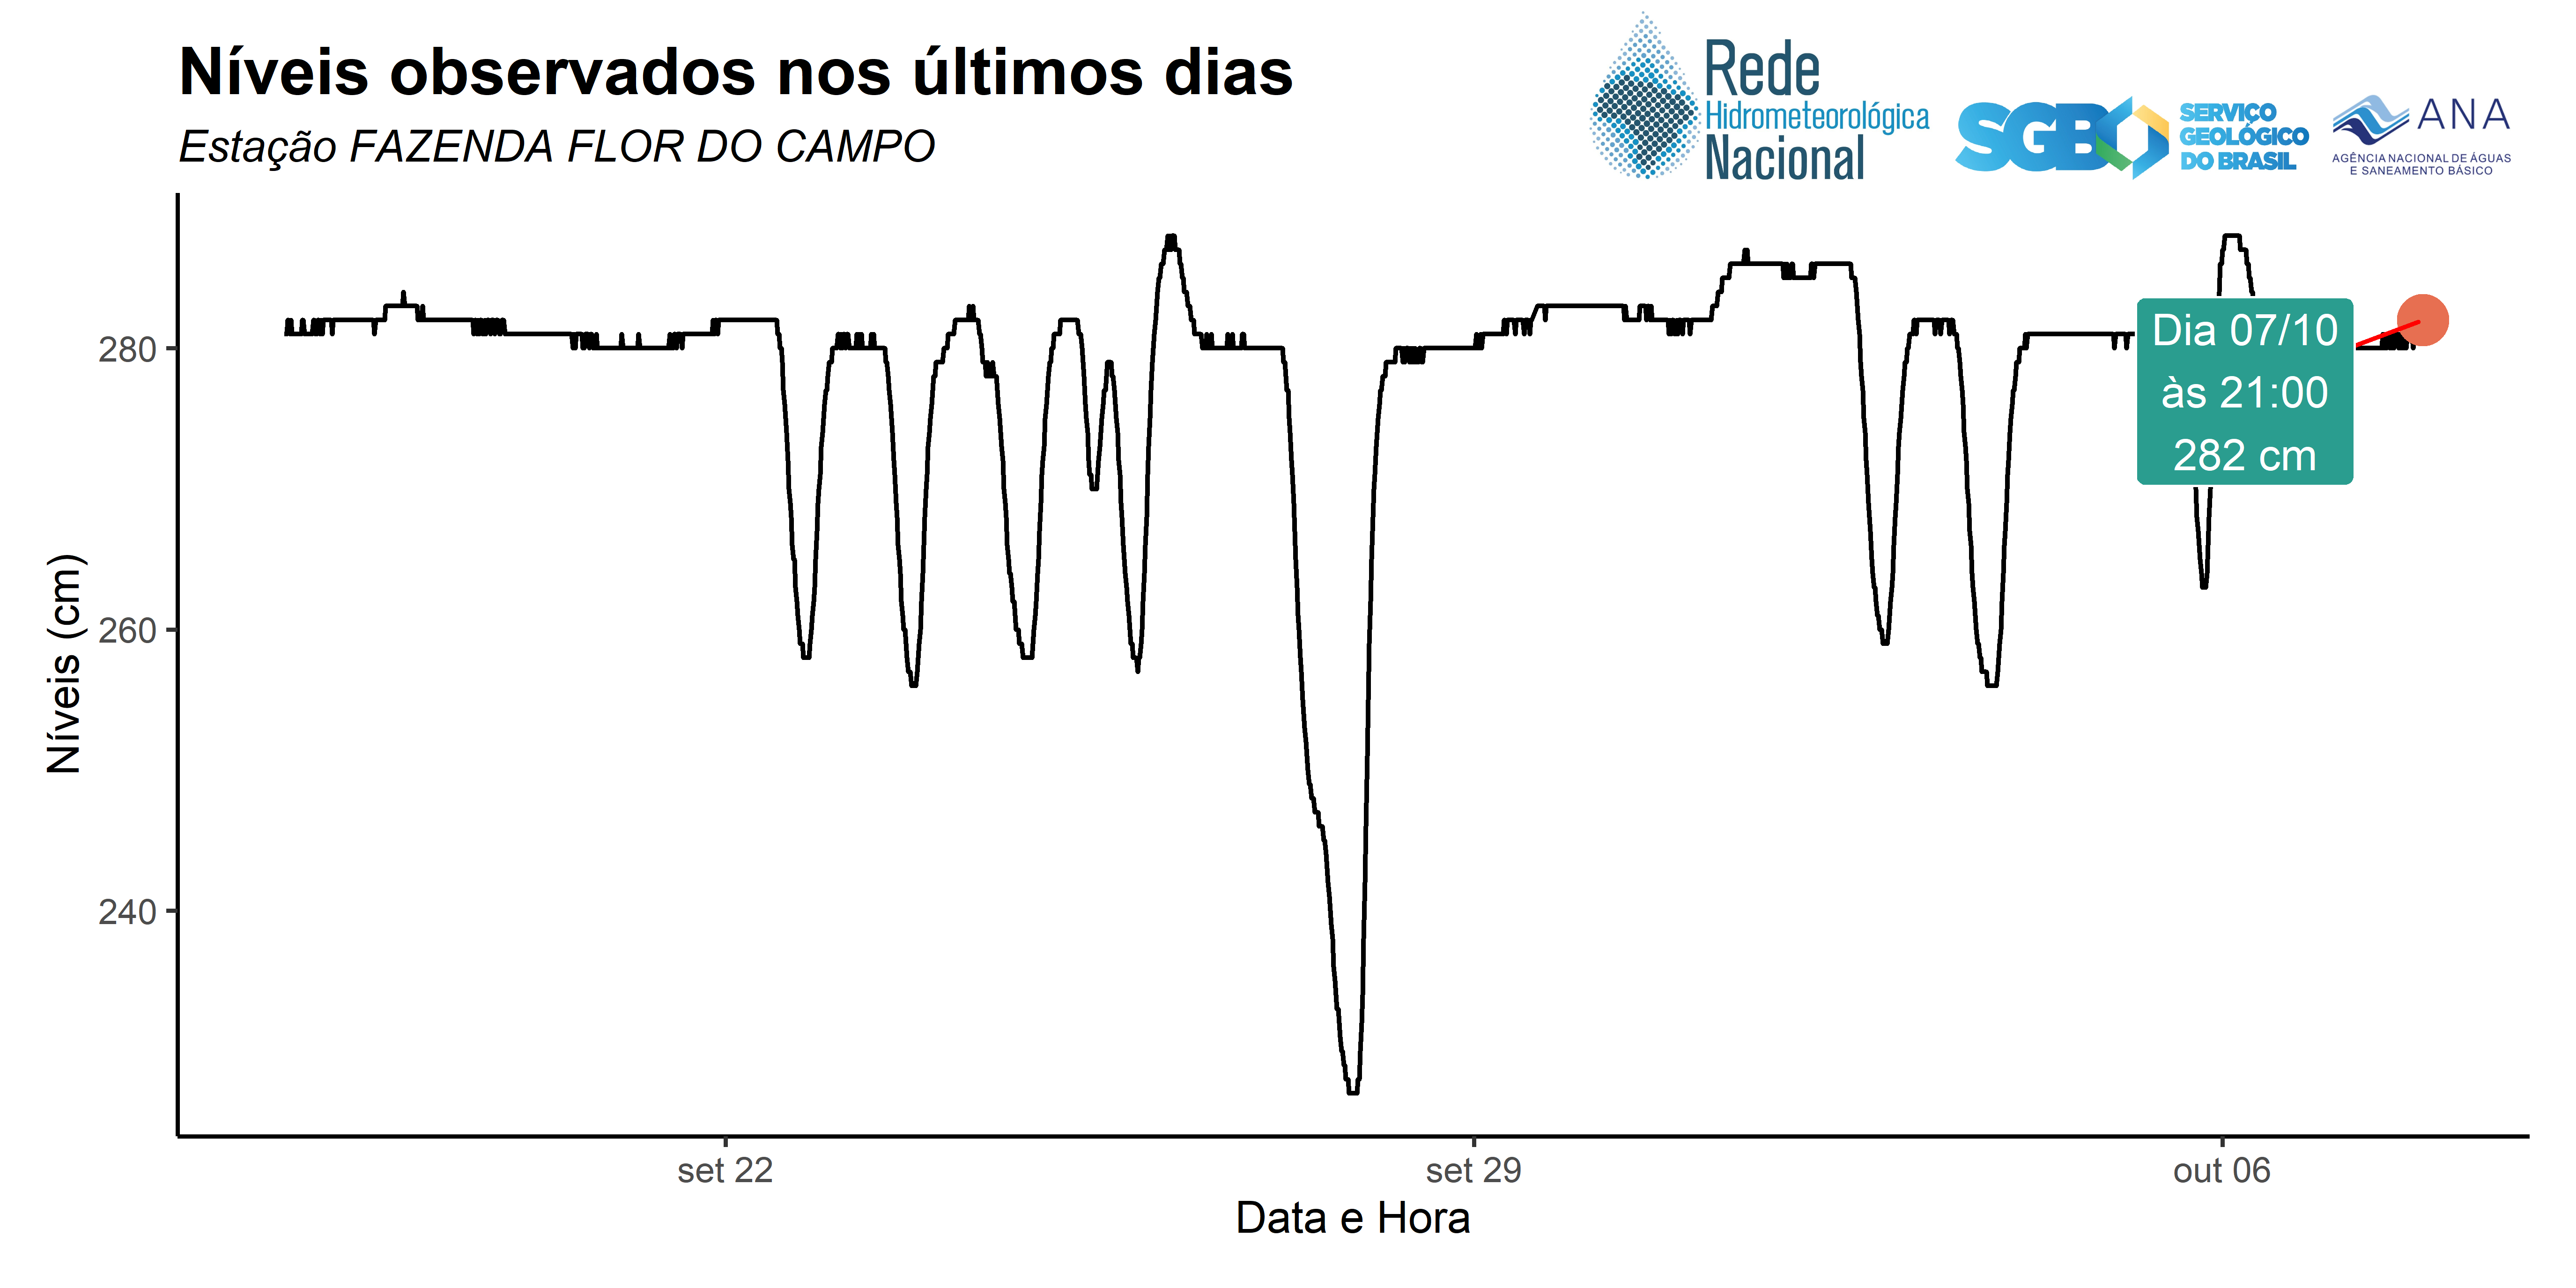 Níveis observados nos últimos dias
Estação FAZENDA FLOR DO CAMPO
Rede
Hidrometeorológica
Nacional
SGB
SERVIÇO
GEOLÓGICO
DO BRASIL
ANA
AGÊNCIA NACIONAL DE ÁGUAS
E SANEAMENTO BÁSICO
Níveis (cm)
280
260
240
Dia 07/10
às 21:00
282 cm
set 22
set 29
out 06
Data e Hora